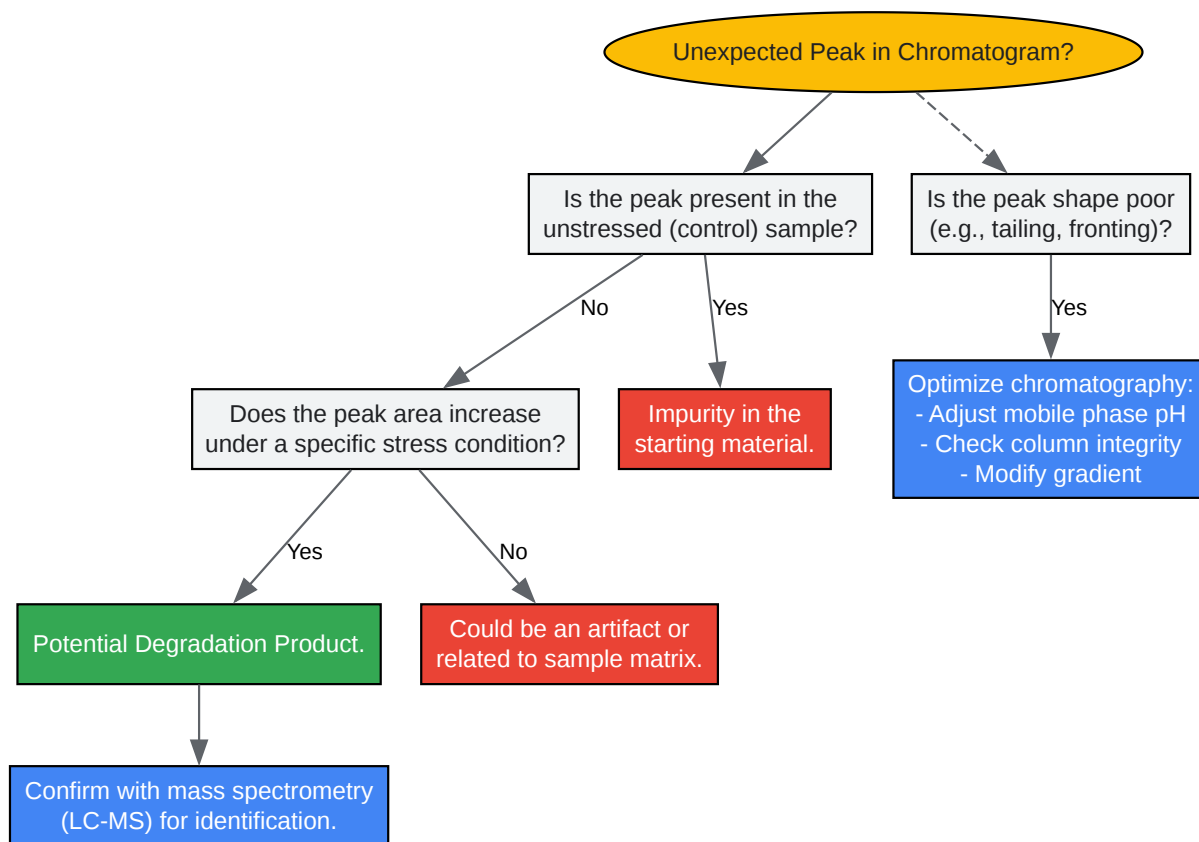 Unexpected Peak in Chromatogram?
Is the peak present in the
unstressed (control) sample?
Is the peak shape poor
(e.g., tailing, fronting)?
No
Yes
Yes
Does the peak area increase
under a specific stress condition?
Impurity in the
starting material.
Optimize chromatography:
- Adjust mobile phase pH
- Check column integrity
- Modify gradient
Yes
No
Potential Degradation Product.
Could be an artifact or
related to sample matrix.
Confirm with mass spectrometry
(LC-MS) for identification.